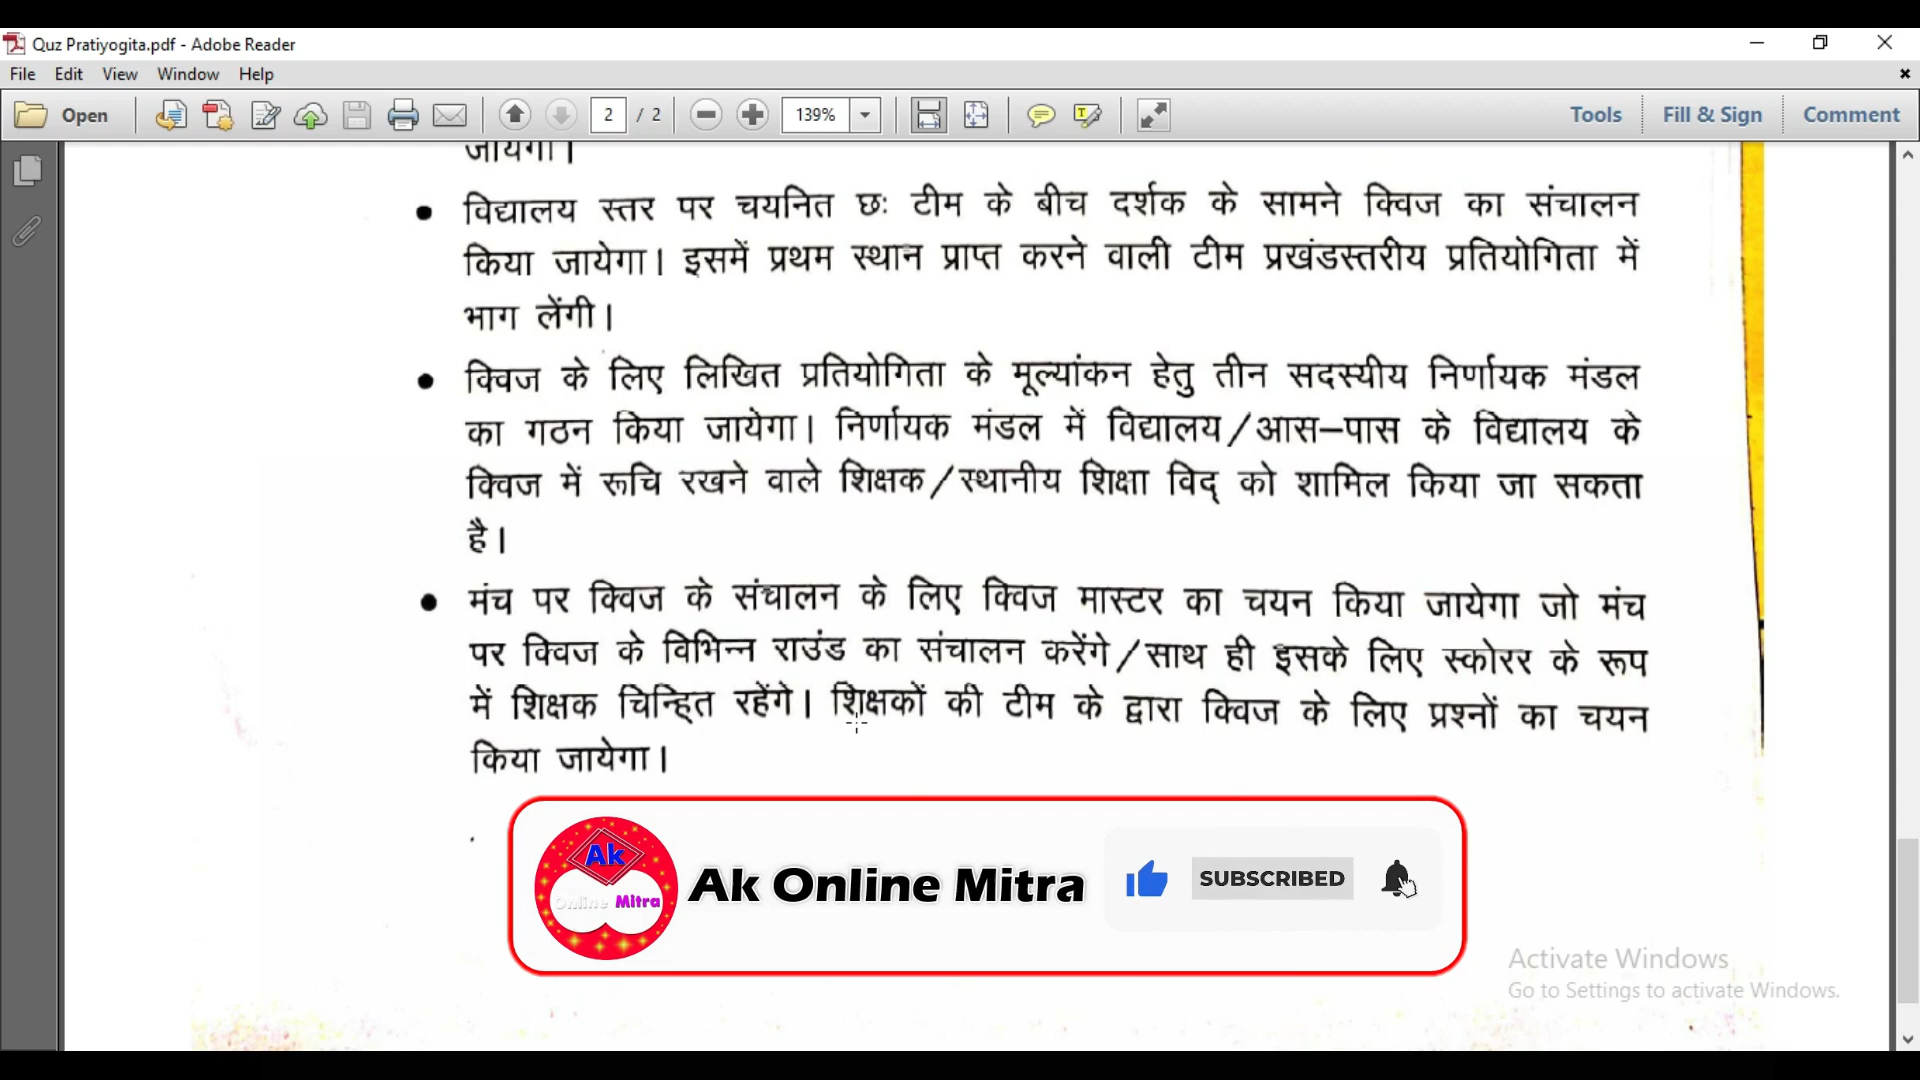 Quz Pratiyogita.pdf - Adobe Reader
File Edit View Window Help
Open 2 / 2 139% Tools Fill & Sign Comment
जायेगा।
• विद्यालय स्तर पर चयनित छः टीम के बीच दर्शक के सामने क्विज का संचालन
किया जायेगा। इसमें प्रथम स्थान प्राप्त करने वाली टीम प्रखंडस्तरीय प्रतियोगिता में
भाग लेंगी।
• क्विज के लिए लिखित प्रतियोगिता के मूल्यांकन हेतु तीन सदस्यीय निर्णायक मंडल
का गठन किया जायेगा। निर्णायक मंडल में विद्यालय/आस–पास के विद्यालय के
क्विज में रूचि रखने वाले शिक्षक/स्थानीय शिक्षा विद् को शामिल किया जा सकता
है।
• मंच पर क्विज के संचालन के लिए क्विज मास्टर का चयन किया जायेगा जो मंच
पर क्विज के विभिन्न राउंड का संचालन करेंगे/साथ ही इसके लिए स्कोरर के रूप
में शिक्षक चिन्हि्त रहेंगे। शिक्षकों की टीम के द्वारा क्विज के लिए प्रश्नों का चयन
किया जायेगा।
Ak
Online Mitra
Ak Online Mitra
SUBSCRIBED
Activate Windows
Go to Settings to activate Windows.